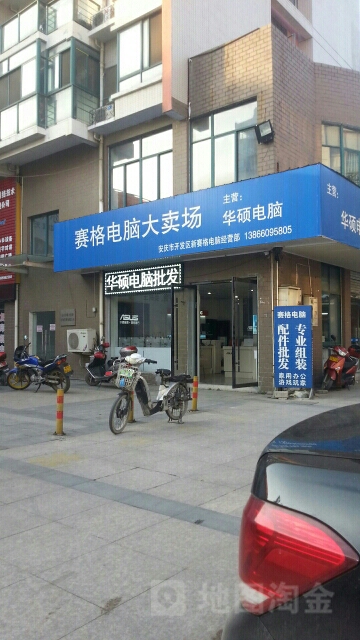 赛格电脑大卖场
主营:
华硕电脑
安庆市开发区新赛格电脑经营部 13866095805
主营:
华硕电脑批发
ASUS
赛格电脑
专业组装
配件批发
家用办公
游戏玩家
地图淘金